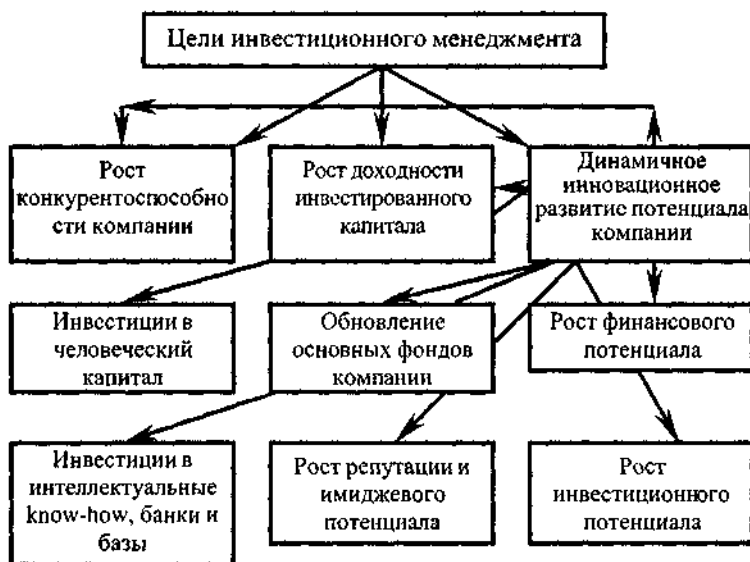 Цели инвестиционного менеджмента
Рост
конкурентоспособно
сти компании
Рост доходности
инвестированного
капитала
Динамичное
инновационное
развитие потенциала
компании
Инвестиции в
человеческий
капитал
Обновление
основных фондов
компании
Рост финансового
потенциала
Инвестиции в
интеллектуальные
know-how, банки и
базы
Рост репутации и
имиджевого
потенциала
Рост
инвестиционного
потенциала